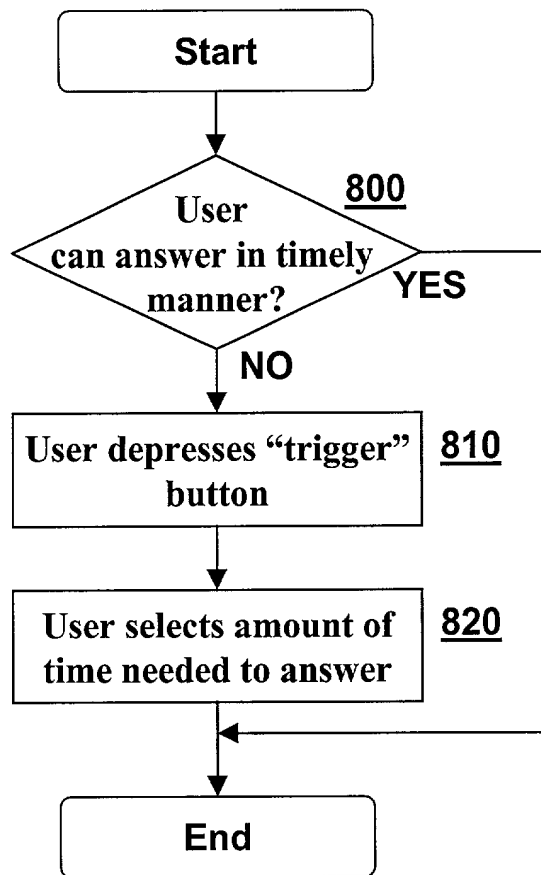 Start
800
User
can answer in timely
manner?
YES
NO
User depresses “trigger”
button
810
User selects amount of
time needed to answer
820
End